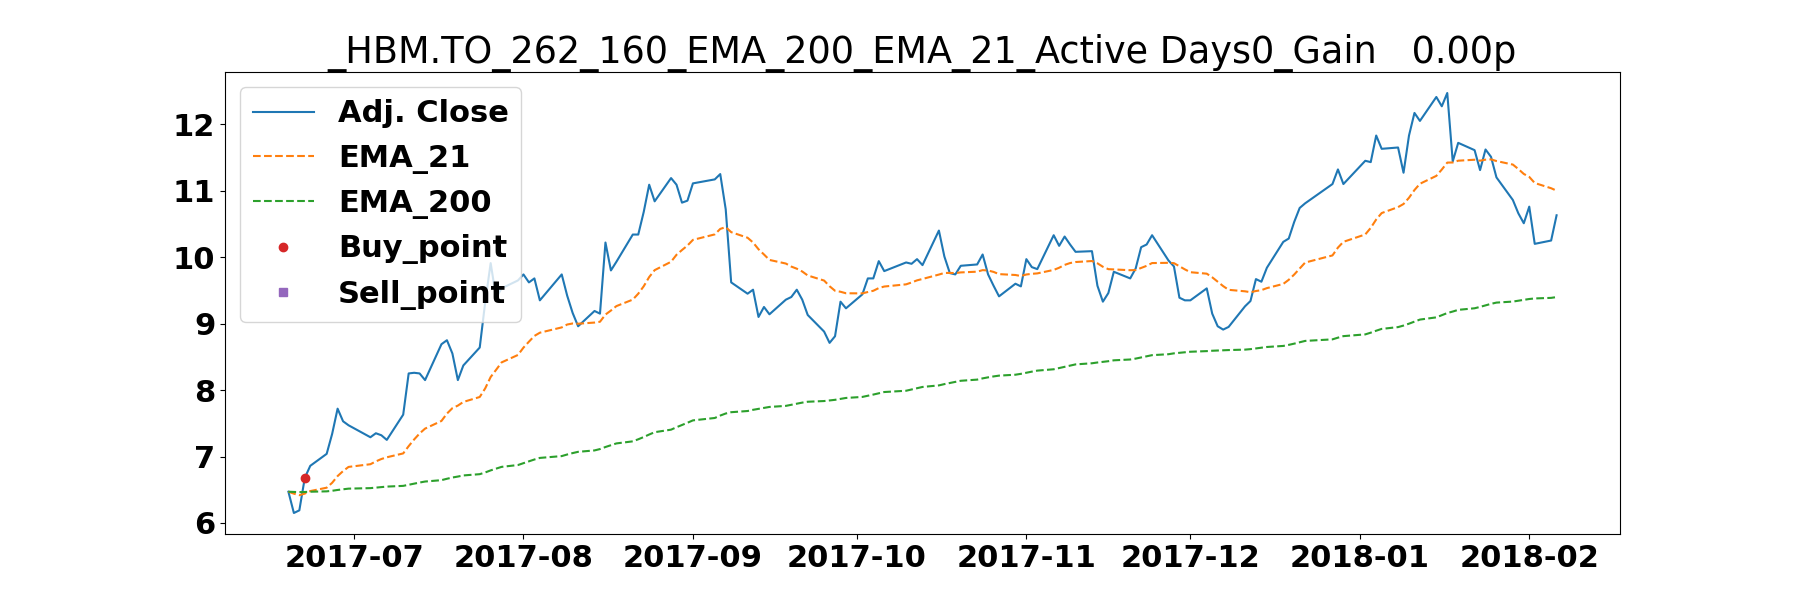 _HBM.TO_262_160_EMA_200_EMA_21_Active Days0_Gain   0.00p
Adj. Close
EMA_21
EMA_200
Buy_point
Sell_point
12
11
10
9
8
7
6
2017-07 2017-08 2017-09 2017-10 2017-11 2017-12 2018-01 2018-02